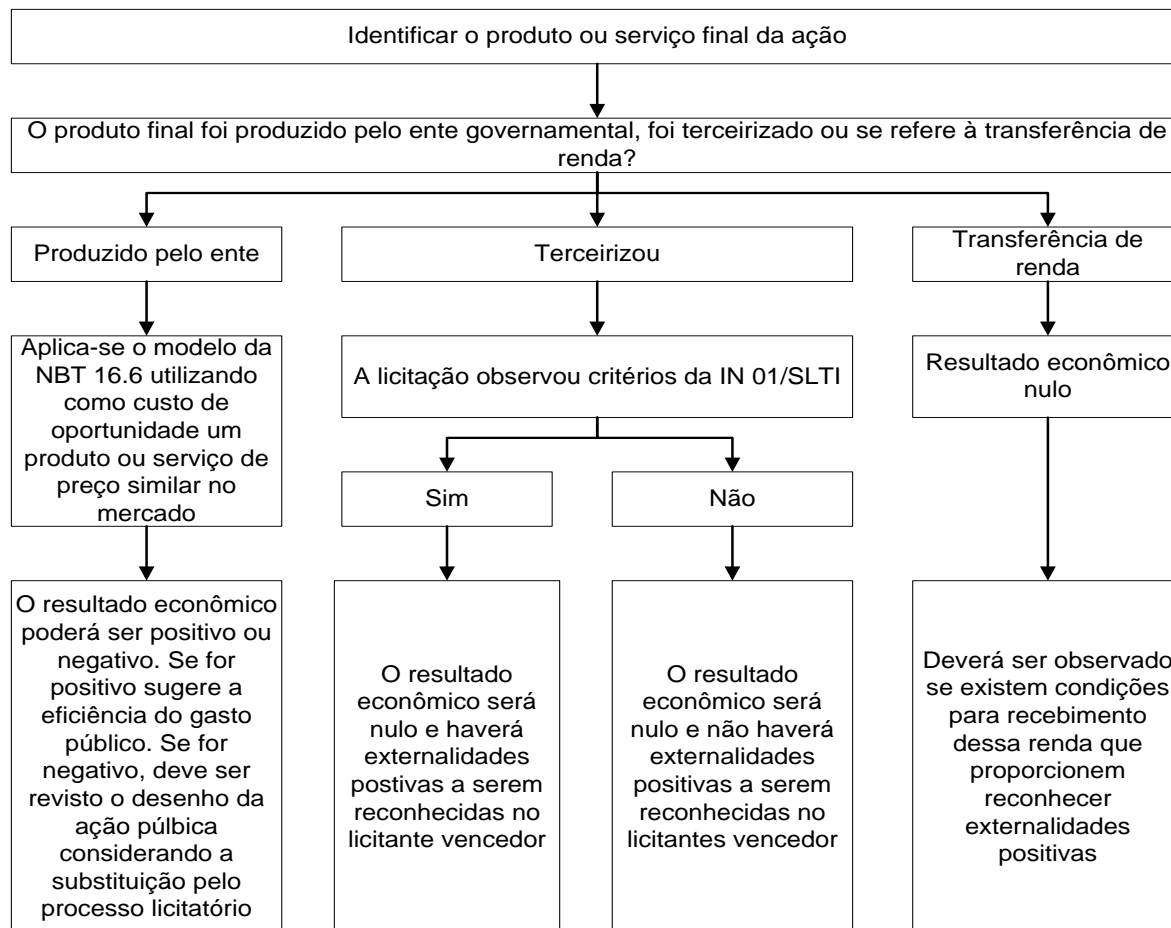 Identificar o produto ou serviço final da ação
O produto final foi produzido pelo ente governamental, foi terceirizado ou se refere à transferência de
renda?
Produzido pelo ente
Terceirizou
Transferência de
renda
Aplica-se o modelo da
NBT 16.6 utilizando
como custo de
oportunidade um
produto ou serviço de
preço similar no
mercado
A licitação observou critérios da IN 01/SLTI
Resultado econômico
nulo
Sim
Não
O resultado econômico
poderá ser positivo ou
negativo. Se for
positivo sugere a
eficiência do gasto
público. Se for
negativo, deve ser
revisto o desenho da
ação púlbica
considerando a
substituição pelo
processo licitatório
O resultado
econômico será
nulo e haverá
externalidades
postivas a serem
reconhecidas no
licitante vencedor
O resultado
econômico será
nulo e não haverá
externalidades
positivas a serem
reconhecidas no
licitantes vencedor
Deverá ser observado
se existem condições
para recebimento
dessa renda que
proporcionem
reconhecer
externalidades
positivas